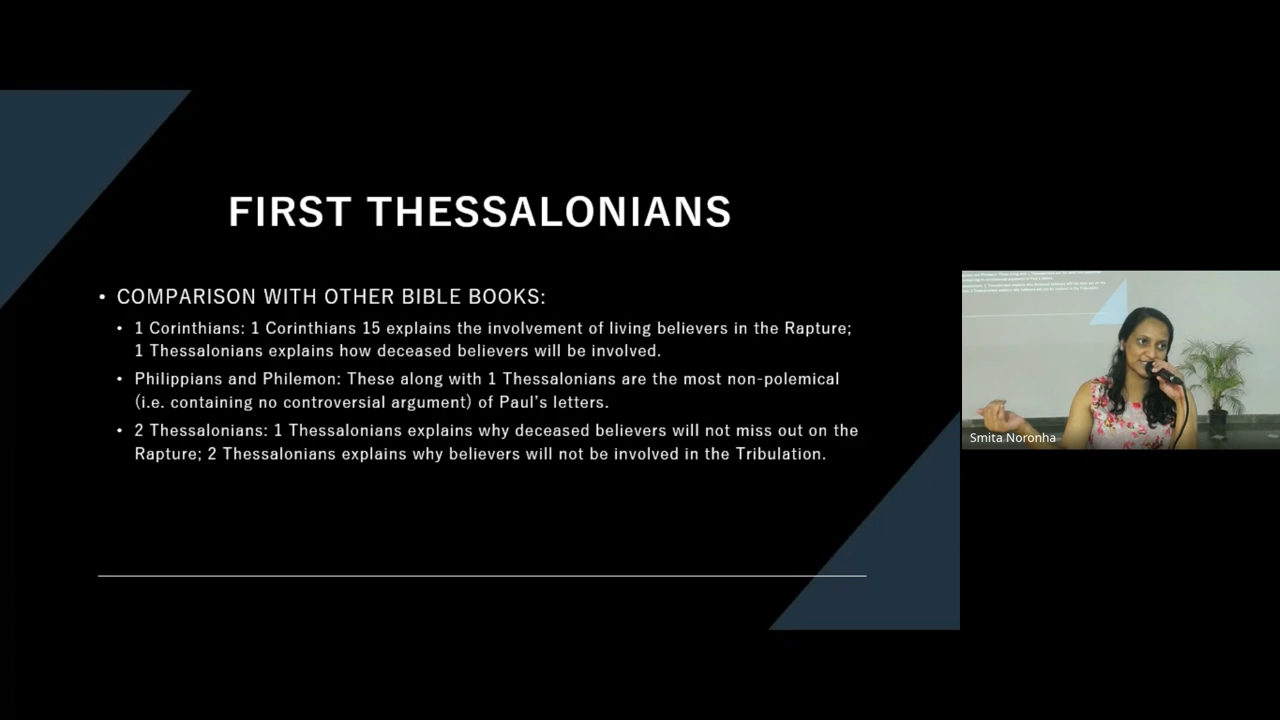 FIRST THESSALONIANS
• COMPARISON WITH OTHER BIBLE BOOKS:
• 1 Corinthians: 1 Corinthians 15 explains the involvement of living believers in the Rapture;
1 Thessalonians explains how deceased believers will be involved.
• Philippians and Philemon: These along with 1 Thessalonians are the most non-polemical
(i.e. containing no controversial argument) of Paul's letters.
• 2 Thessalonians: 1 Thessalonians explains why deceased believers will not miss out on the
Rapture; 2 Thessalonians explains why believers will not be involved in the Tribulation.
Smita Noronha